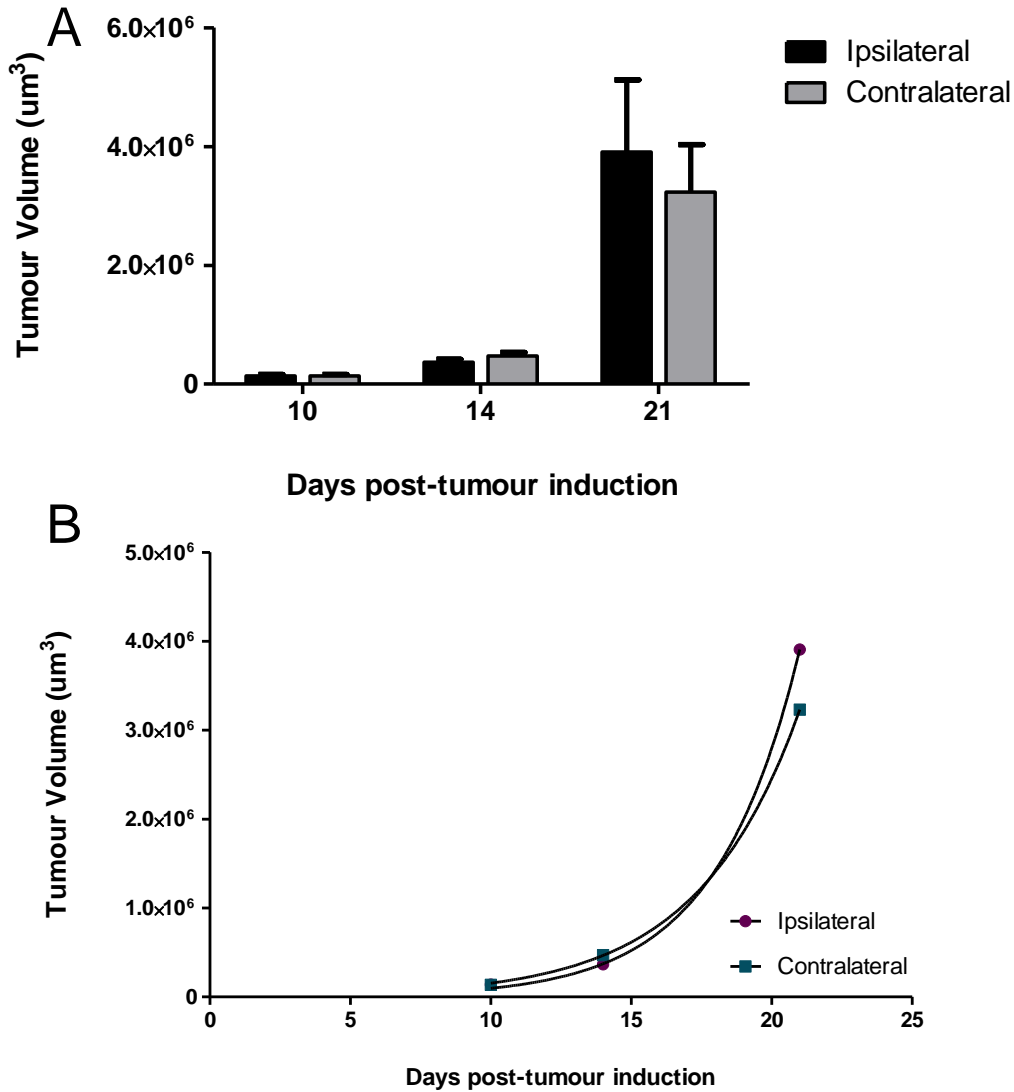 A
6.0×10⁶
4.0×10⁶
2.0×10⁶
0
Tumour Volume (um³)
10 14 21
Days post-tumour induction
Ipsilateral
Contralateral
B
5.0×10⁶
4.0×10⁶
3.0×10⁶
2.0×10⁶
1.0×10⁶
0
Tumour Volume (um³)
0 5 10 15 20 25
Days post-tumour induction
Ipsilateral
Contralateral